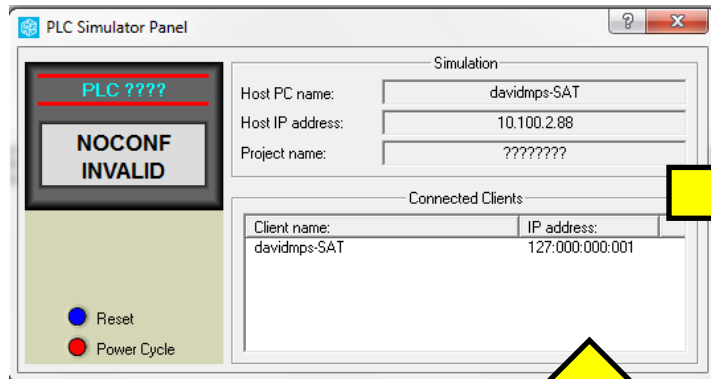 PLC Simulator Panel
PLC ????
NOCONF
INVALID
Reset
Power Cycle
Simulation
Host PC name: davidmps-SAT
Host IP address: 10.100.2.88
Project name: ????????
Connected Clients
Client name: IP address:
davidmps-SAT 127:000:000:001